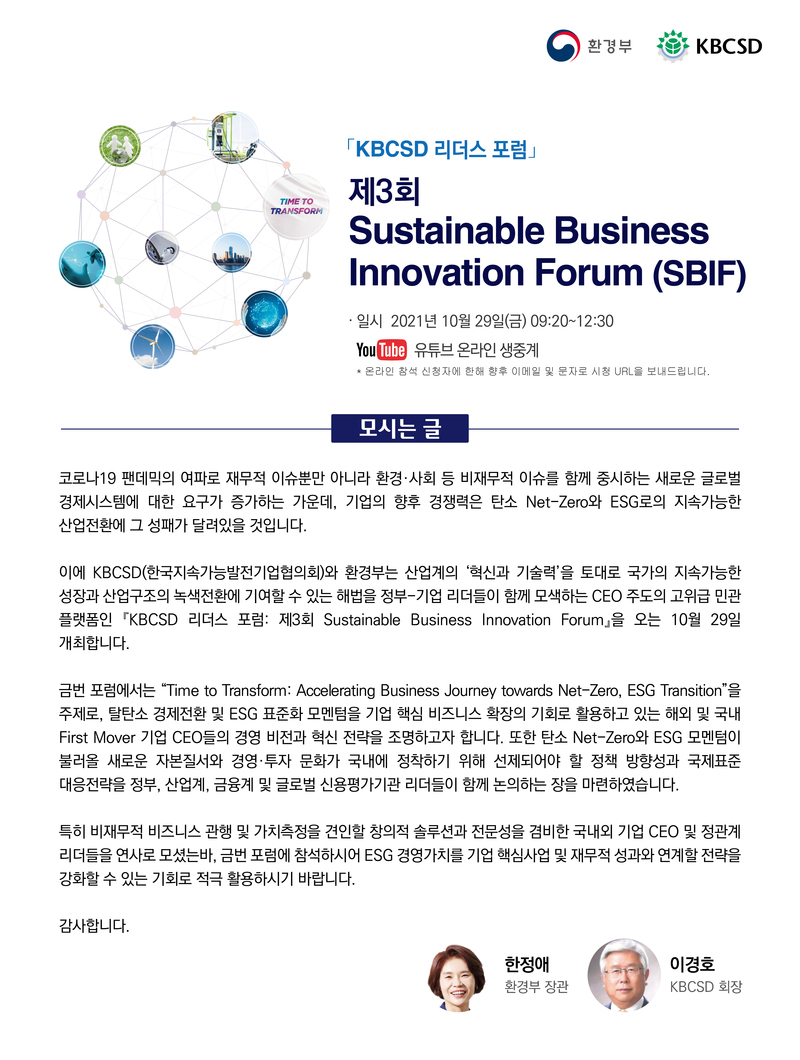 환경부
KBCSD
「KBCSD 리더스 포럼」
제3회
TIME TO
TRANSFORM
Sustainable Business
Innovation Forum (SBIF)
· 일시 2021년 10월 29일(금) 09:20~12:30
YouTube 유튜브 온라인 생중계
* 온라인 참석 신청자에 한해 향후 이메일 및 문자로 시청 URL을 보내드립니다.
모시는 글
코로나19 팬데믹의 여파로 재무적 이슈뿐만 아니라 환경·사회 등 비재무적 이슈를 함께 중시하는 새로운 글로벌
경제시스템에 대한 요구가 증가하는 가운데, 기업의 향후 경쟁력은 탄소 Net-Zero와 ESG로의 지속가능한
산업전환에 그 성패가 달려있을 것입니다.
이에 KBCSD(한국지속가능발전기업협의회)와 환경부는 산업계의 ‘혁신과 기술력’을 토대로 국가의 지속가능한
성장과 산업구조의 녹색전환에 기여할 수 있는 해법을 정부-기업 리더들이 함께 모색하는 CEO 주도의 고위급 민관
플랫폼인 『KBCSD 리더스 포럼: 제3회 Sustainable Business Innovation Forum』을 오는 10월 29일
개최합니다.
금번 포럼에서는 “Time to Transform: Accelerating Business Journey towards Net-Zero, ESG Transition”을
주제로, 탈탄소 경제전환 및 ESG 표준화 모멘텀을 기업 핵심 비즈니스 확장의 기회로 활용하고 있는 해외 및 국내
First Mover 기업 CEO들의 경영 비전과 혁신 전략을 조명하고자 합니다. 또한 탄소 Net-Zero와 ESG 모멘텀이
불러올 새로운 자본질서와 경영·투자 문화가 국내에 정착하기 위해 선제되어야 할 정책 방향성과 국제표준
대응전략을 정부, 산업계, 금융계 및 글로벌 신용평가기관 리더들이 함께 논의하는 장을 마련하였습니다.
특히 비재무적 비즈니스 관행 및 가치측정을 견인할 창의적 솔루션과 전문성을 겸비한 국내외 기업 CEO 및 정관계
리더들을 연사로 모셨는바, 금번 포럼에 참석하시어 ESG 경영가치를 기업 핵심사업 및 재무적 성과와 연계할 전략을
강화할 수 있는 기회로 적극 활용하시기 바랍니다.
감사합니다.
한정애
환경부 장관
이경호
KBCSD 회장